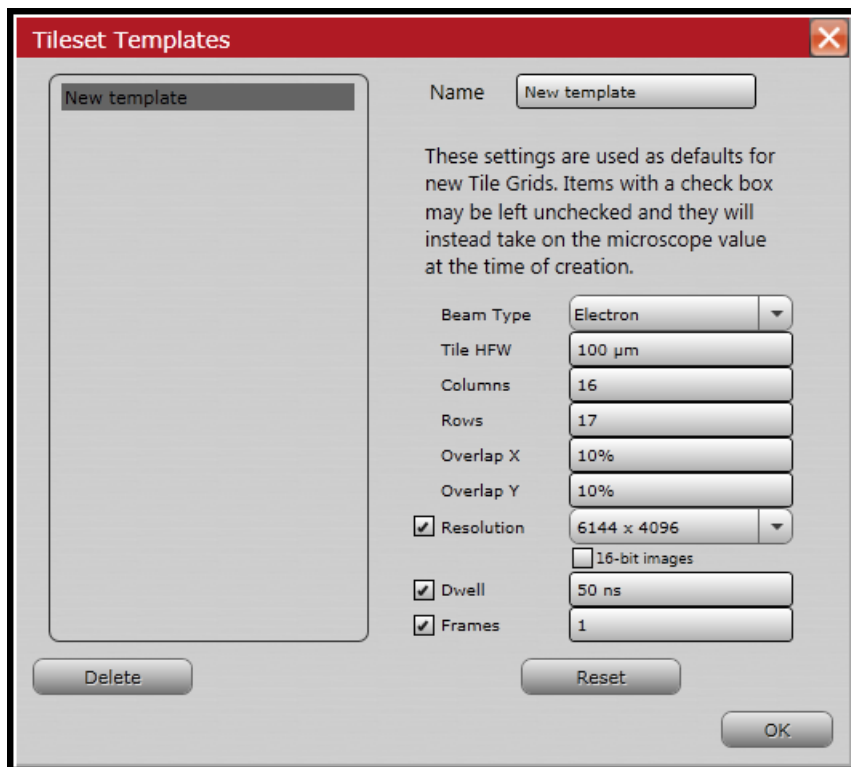 Tileset Templates
New template
Name New template
These settings are used as defaults for
new Tile Grids. Items with a check box
may be left unchecked and they will
instead take on the microscope value
at the time of creation.
Beam Type Electron
Tile HFW 100 µm
Columns 16
Rows 17
Overlap X 10%
Overlap Y 10%
Resolution 6144 x 4096
16-bit images
Dwell 50 ns
Frames 1
Delete Reset
OK